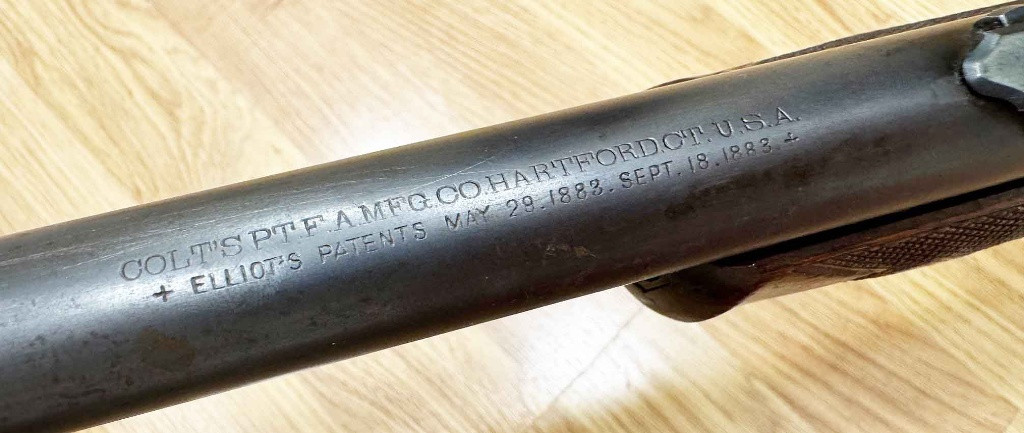 COLT'S PT F. A MFG CO HARTFORD.CT. U.S.A.
+ ELLIOT'S PATENTS MAY 29.1883. SEPT. 18.1883.+